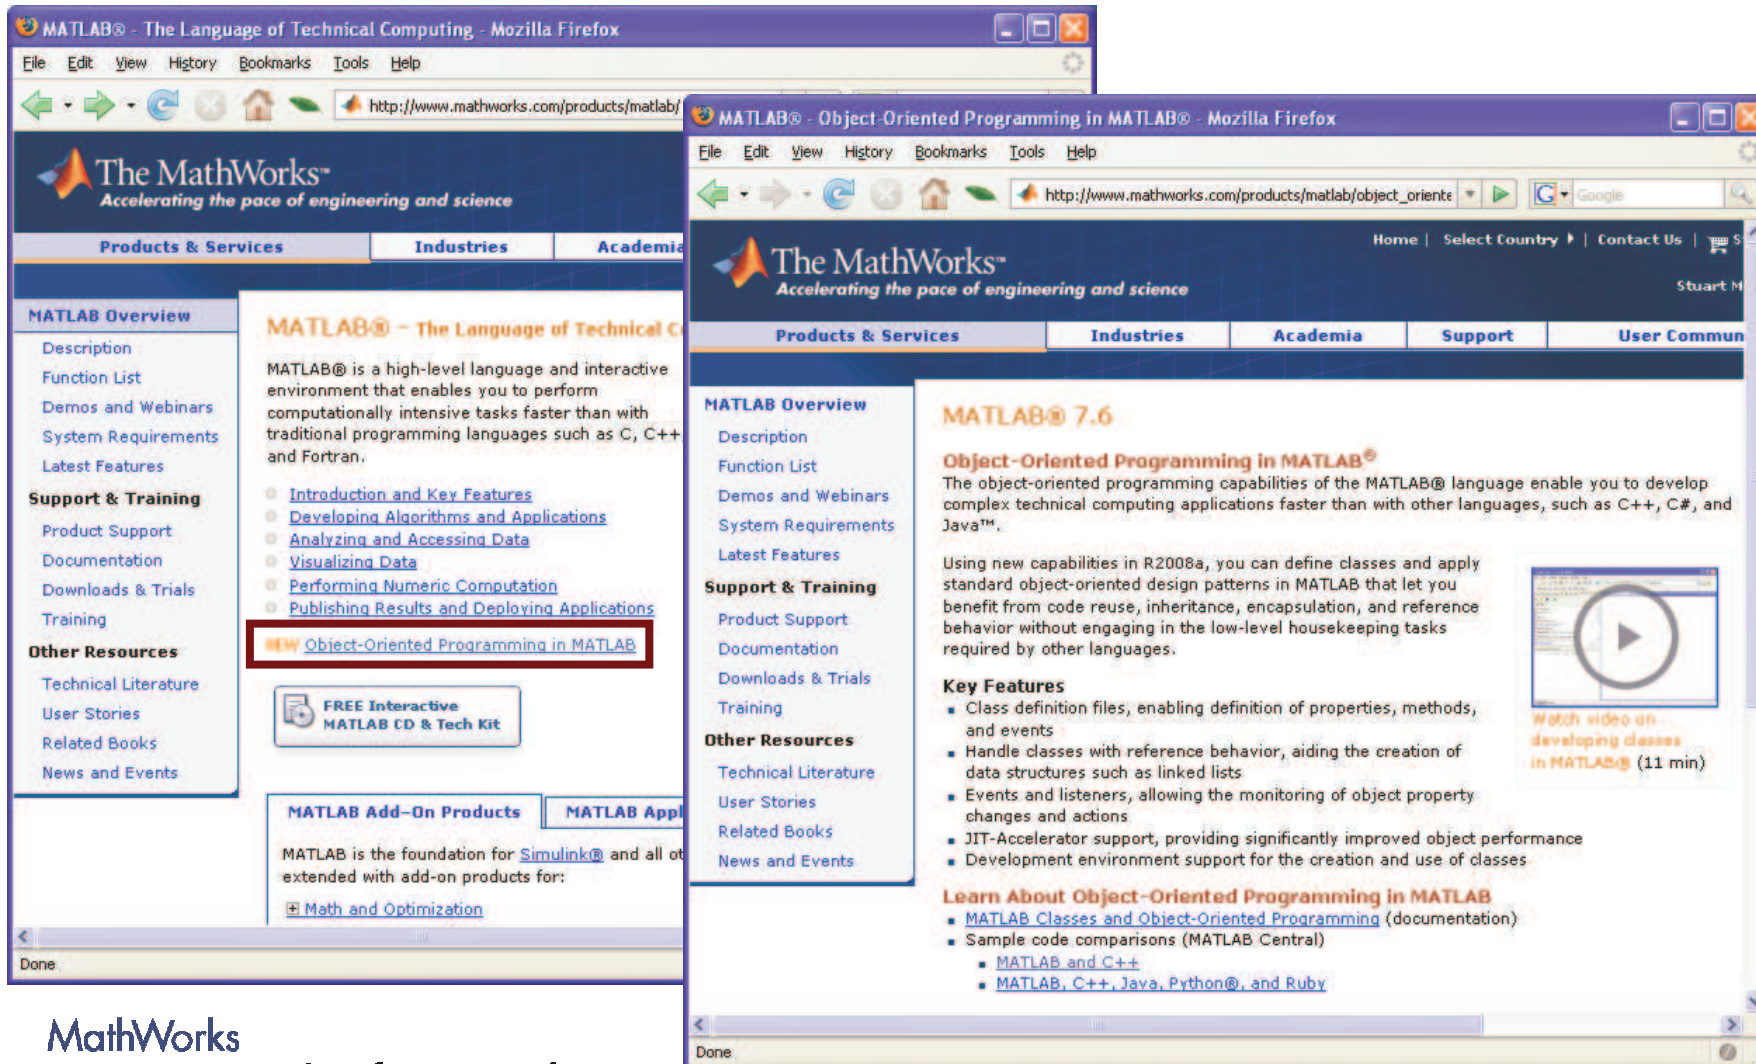 MATLAB® - The Language of Technical Computing - Mozilla Firefox
File Edit View History Bookmarks Tools Help
http://www.mathworks.com/products/matlab/
The MathWorks™
Accelerating the pace of engineering and science
Products & Services Industries Academia
MATLAB Overview
Description
Function List
Demos and Webinars
System Requirements
Latest Features
Support & Training
Product Support
Documentation
Downloads & Trials
Training
Other Resources
Technical Literature
User Stories
Related Books
News and Events
MATLAB® - The Language of Technical C
MATLAB® is a high-level language and interactive
environment that enables you to perform
computationally intensive tasks faster than with
traditional programming languages such as C, C++,
and Fortran.
Introduction and Key Features
Developing Algorithms and Applications
Analyzing and Accessing Data
Visualizing Data
Performing Numeric Computation
Publishing Results and Deploying Applications
NEW Object-Oriented Programming in MATLAB
FREE Interactive
MATLAB CD & Tech Kit
MATLAB Add-On Products MATLAB Appl
MATLAB is the foundation for Simulink® and all ot
extended with add-on products for:
Math and Optimization
Done
MATLAB® - Object-Oriented Programming in MATLAB® - Mozilla Firefox
File Edit View History Bookmarks Tools Help
http://www.mathworks.com/products/matlab/object_oriente
Google
Home | Select Country | Contact Us | S
The MathWorks™
Accelerating the pace of engineering and science
Stuart M
Products & Services Industries Academia Support User Commun
MATLAB Overview
Description
Function List
Demos and Webinars
System Requirements
Latest Features
Support & Training
Product Support
Documentation
Downloads & Trials
Training
Other Resources
Technical Literature
User Stories
Related Books
News and Events
MATLAB® 7.6
Object-Oriented Programming in MATLAB®
The object-oriented programming capabilities of the MATLAB® language enable you to develop
complex technical computing applications faster than with other languages, such as C++, C#, and
Java™.
Using new capabilities in R2008a, you can define classes and apply
standard object-oriented design patterns in MATLAB that let you
benefit from code reuse, inheritance, encapsulation, and reference
behavior without engaging in the low-level housekeeping tasks
required by other languages.
Watch video on
developing classes
in MATLAB® (11 min)
Key Features
Class definition files, enabling definition of properties, methods,
and events
Handle classes with reference behavior, aiding the creation of
data structures such as linked lists
Events and listeners, allowing the monitoring of object property
changes and actions
JIT-Accelerator support, providing significantly improved object performance
Development environment support for the creation and use of classes
Learn About Object-Oriented Programming in MATLAB
MATLAB Classes and Object-Oriented Programming (documentation)
Sample code comparisons (MATLAB Central)
MATLAB and C++
MATLAB, C++, Java, Python®, and Ruby
Done
MathWorks